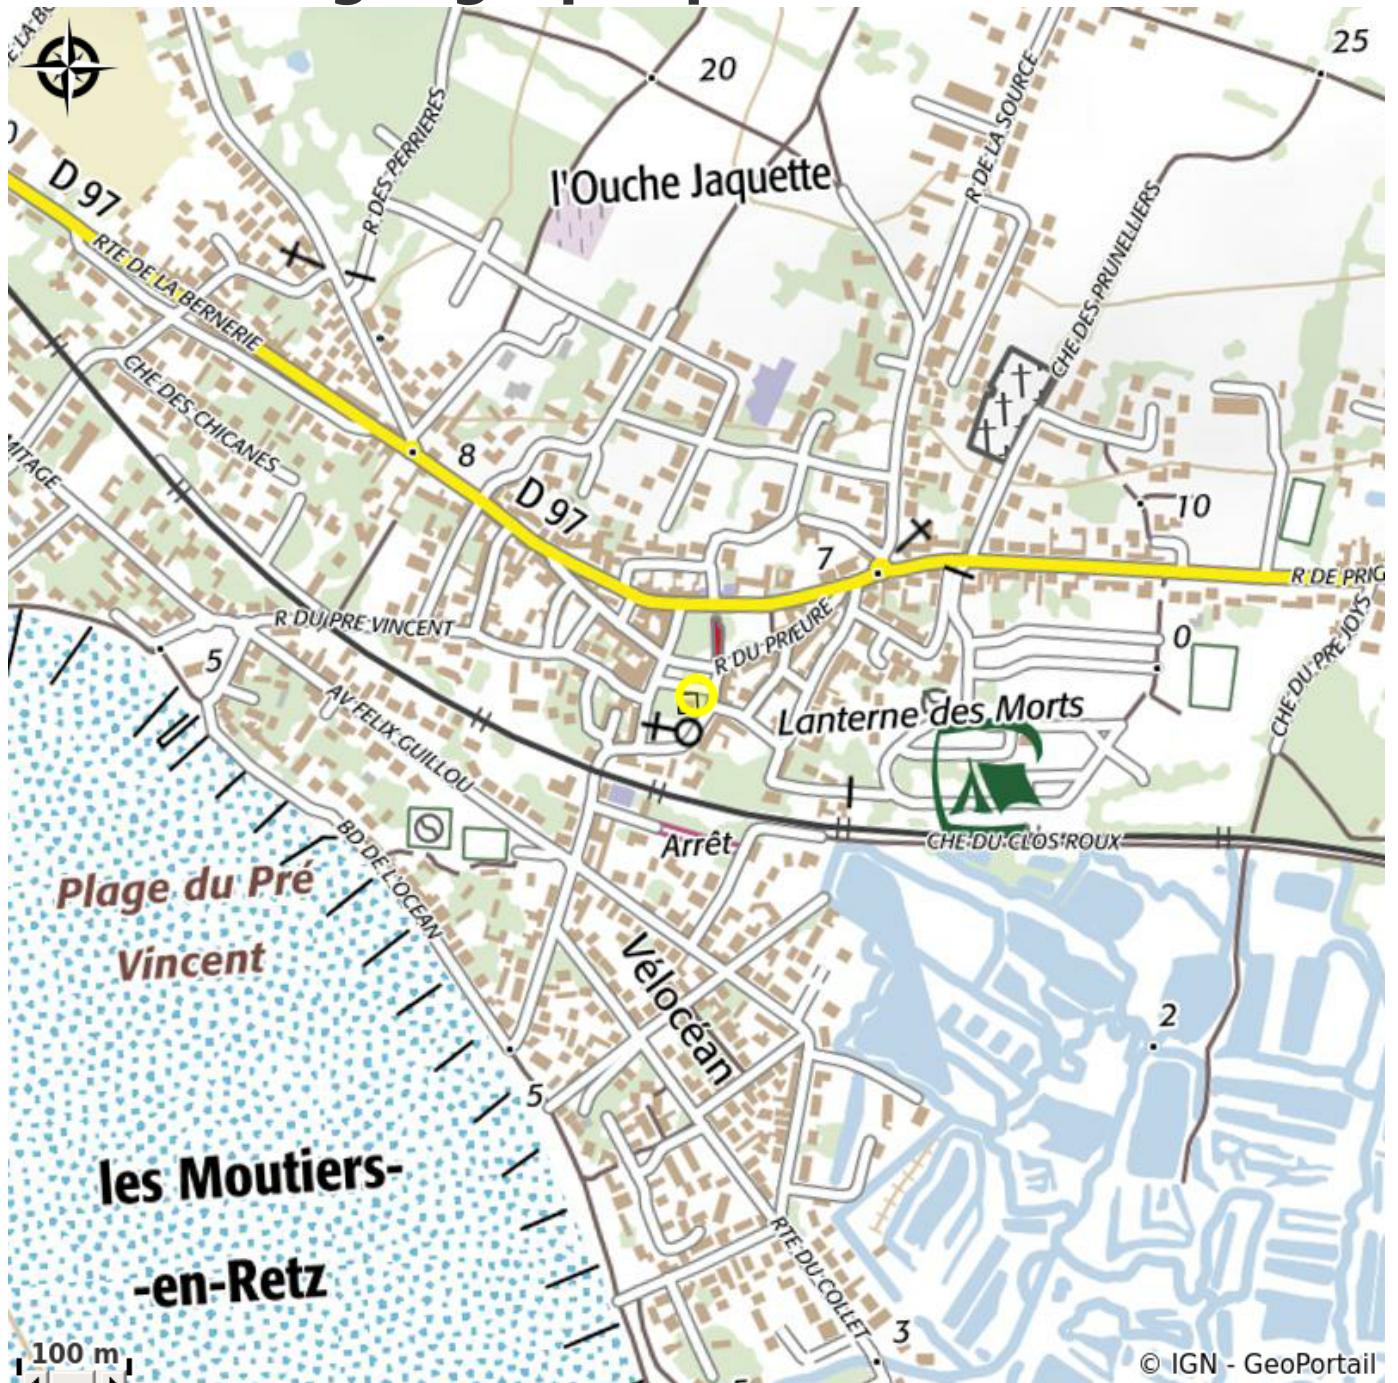 E LA BO
20
25
R DES PERRIERES
R DE LA SOURCE
l'Ouche Jaquette
D 97
CHE DES PRUNELLIERS
RTE DE LA BERNERIE
CHE DES CHICANES
MITAGE
8
D 97
10
7
R DE PRIG
R DU PRE VINCENT
R DU PRIEURE
0
5
CHE DU PRE JOYS
AV FELIX GUILLOU
Lanterne des Morts
Arrêt
CHE DU CLOS ROUX
BD DE L'OCEAN
Plage du Pré
Vincent
Vélocéan
2
5
les Moutiers-
-en-Retz
RTE DU COLLET
3
100 m
© IGN - GeoPortail